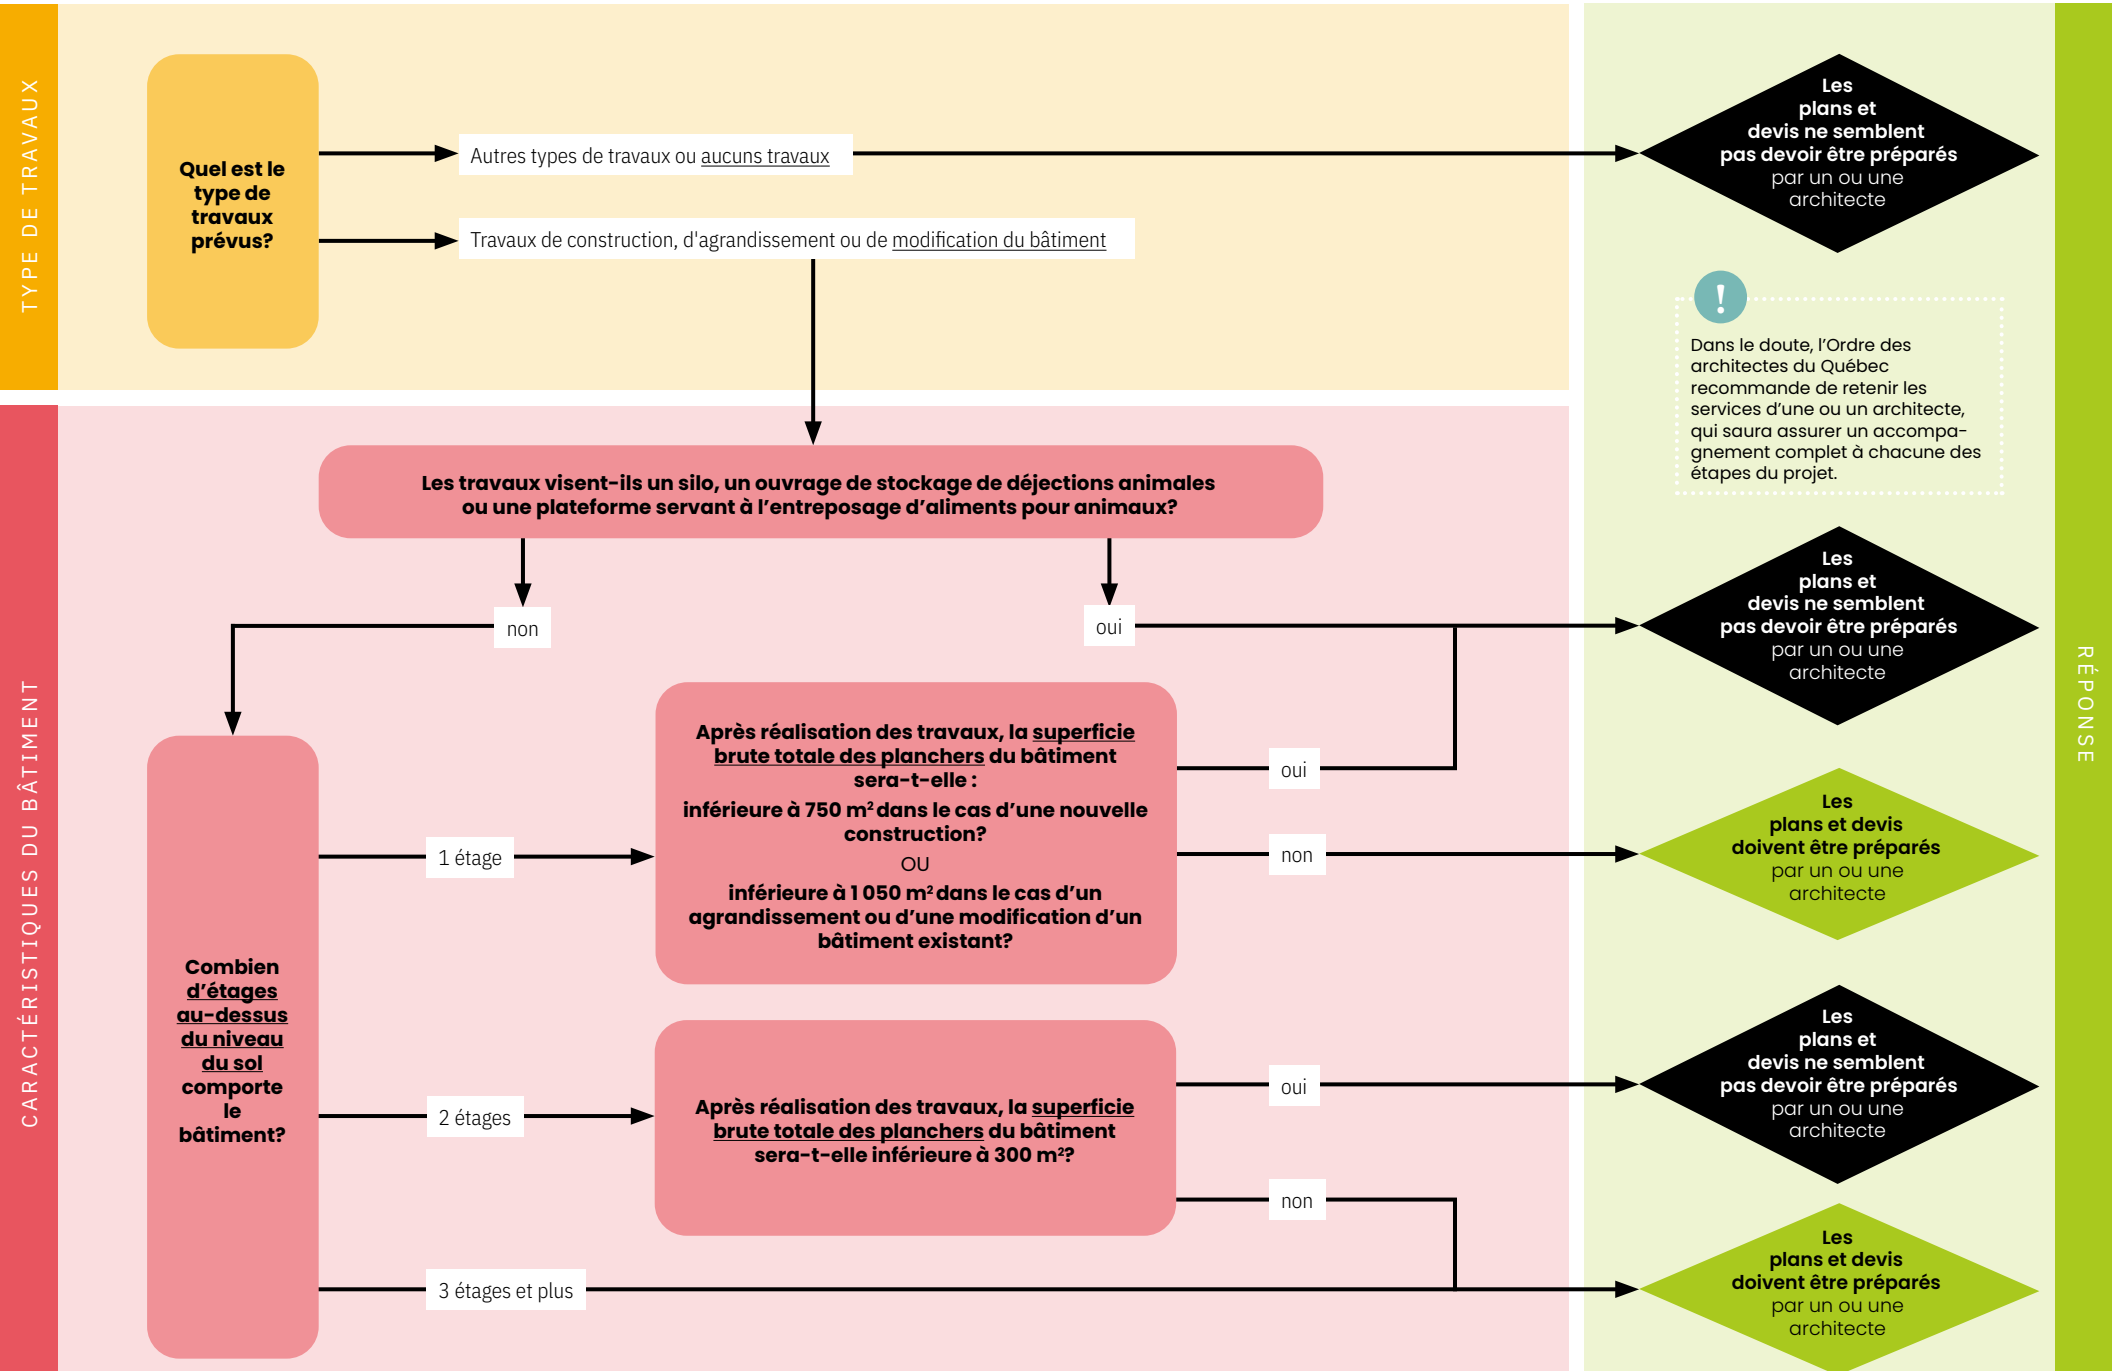 TYPE DE TRAVAUX
Quel est le
type de
travaux
prévus?
Autres types de travaux ou aucuns travaux
Travaux de construction, d'agrandissement ou de modification du bâtiment
Les
plans et
devis ne semblent
pas devoir être préparés
par un ou une
architecte
!
Dans le doute, l’Ordre des
architectes du Québec
recommande de retenir les
services d’une ou un architecte,
qui saura assurer un accompa-
gnement complet à chacune des
étapes du projet.
RÉPONSE
CARACTÉRISTIQUES DU BÂTIMENT
Les travaux visent-ils un silo, un ouvrage de stockage de déjections animales
ou une plateforme servant à l’entreposage d’aliments pour animaux?
non
oui
Les
plans et
devis ne semblent
pas devoir être préparés
par un ou une
architecte
Combien
d’étages
au-dessus
du niveau
du sol
comporte
le
bâtiment?
1 étage
Après réalisation des travaux, la superficie
brute totale des planchers du bâtiment
sera-t-elle :
inférieure à 750 m² dans le cas d’une nouvelle
construction?
OU
inférieure à 1 050 m² dans le cas d’un
agrandissement ou d’une modification d’un
bâtiment existant?
oui
non
Les
plans et devis
doivent être préparés
par un ou une
architecte
2 étages
Après réalisation des travaux, la superficie
brute totale des planchers du bâtiment
sera-t-elle inférieure à 300 m²?
oui
Les
plans et
devis ne semblent
pas devoir être préparés
par un ou une
architecte
non
3 étages et plus
Les
plans et devis
doivent être préparés
par un ou une
architecte